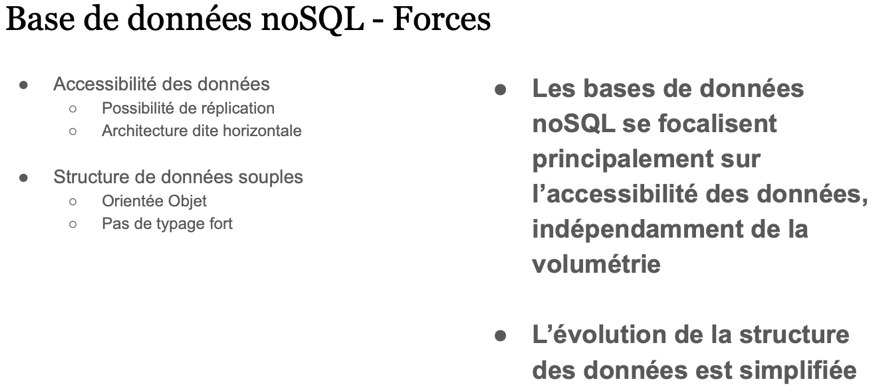 Base de données noSQL - Forces
● Accessibilité des données
○ Possibilité de réplication
○ Architecture dite horizontale
● Structure de données souples
○ Orientée Objet
○ Pas de typage fort
● Les bases de données
noSQL se focalisent
principalement sur
l’accessibilité des données,
indépendamment de la
volumétrie
● L’évolution de la structure
des données est simplifiée